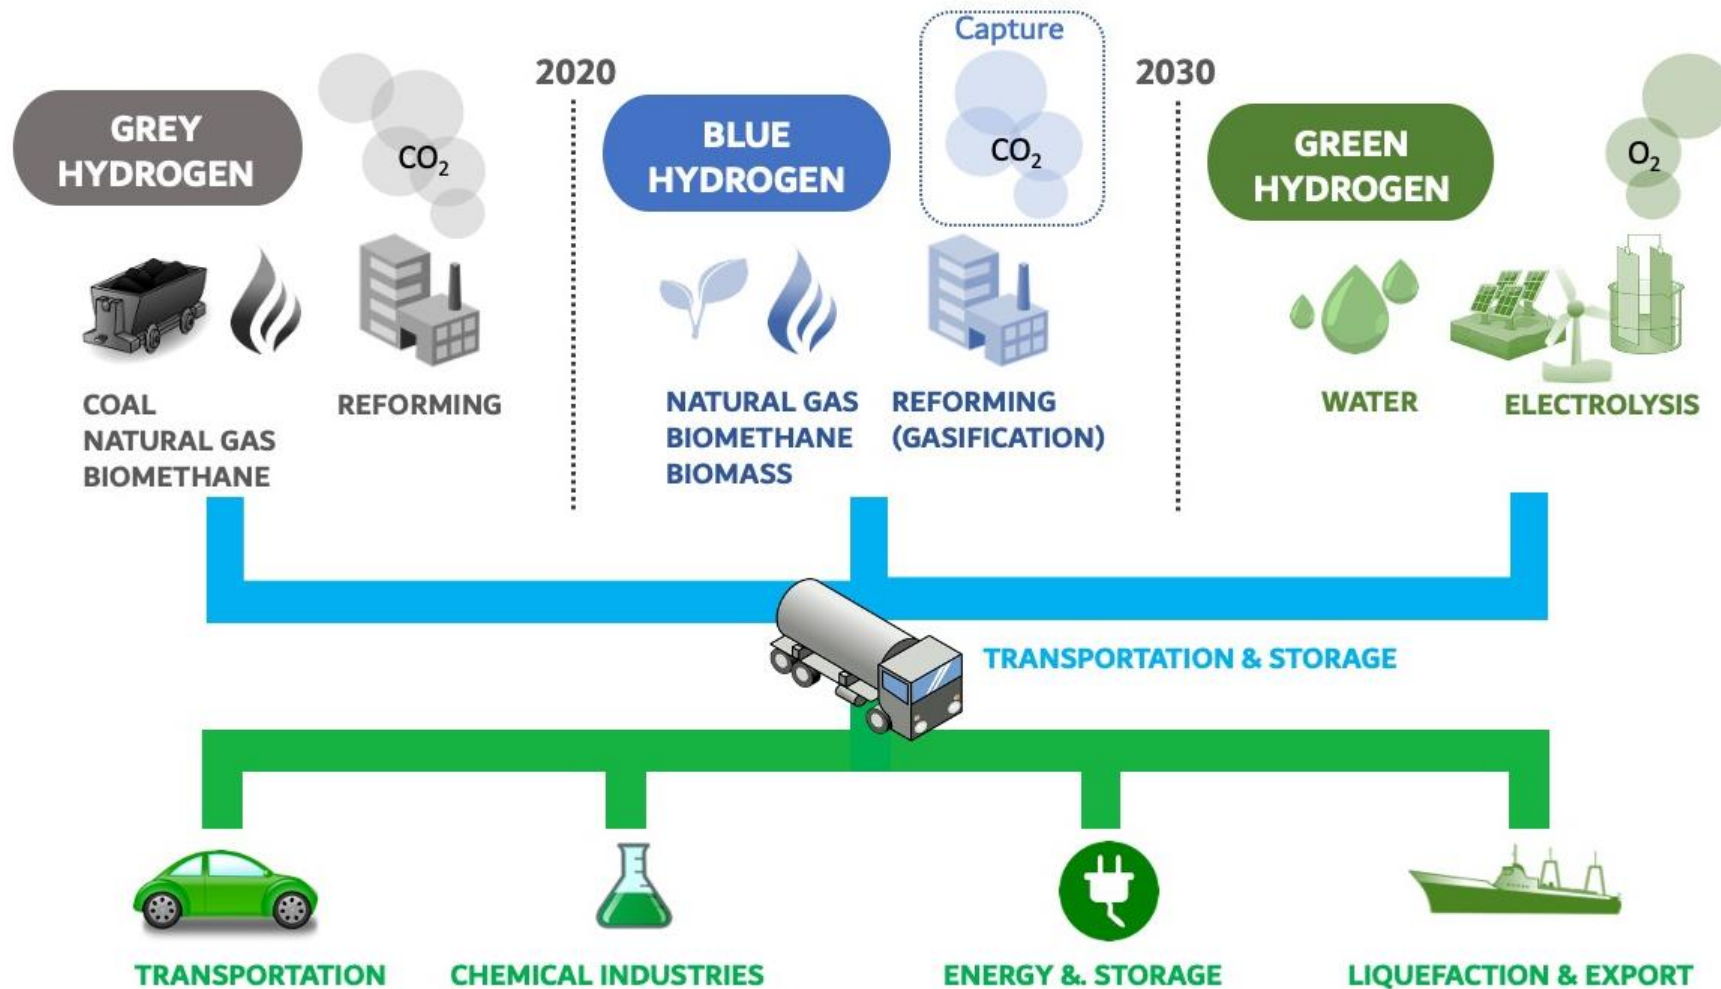 Capture
2020
2030
GREY
HYDROGEN
CO₂
BLUE
HYDROGEN
CO₂
GREEN
HYDROGEN
O₂
COAL
NATURAL GAS
BIOMETHANE
REFORMING
NATURAL GAS
BIOMETHANE
BIOMASS
REFORMING
(GASIFICATION)
WATER
ELECTROLYSIS
TRANSPORTATION & STORAGE
TRANSPORTATION
CHEMICAL INDUSTRIES
ENERGY &. STORAGE
LIQUEFACTION & EXPORT